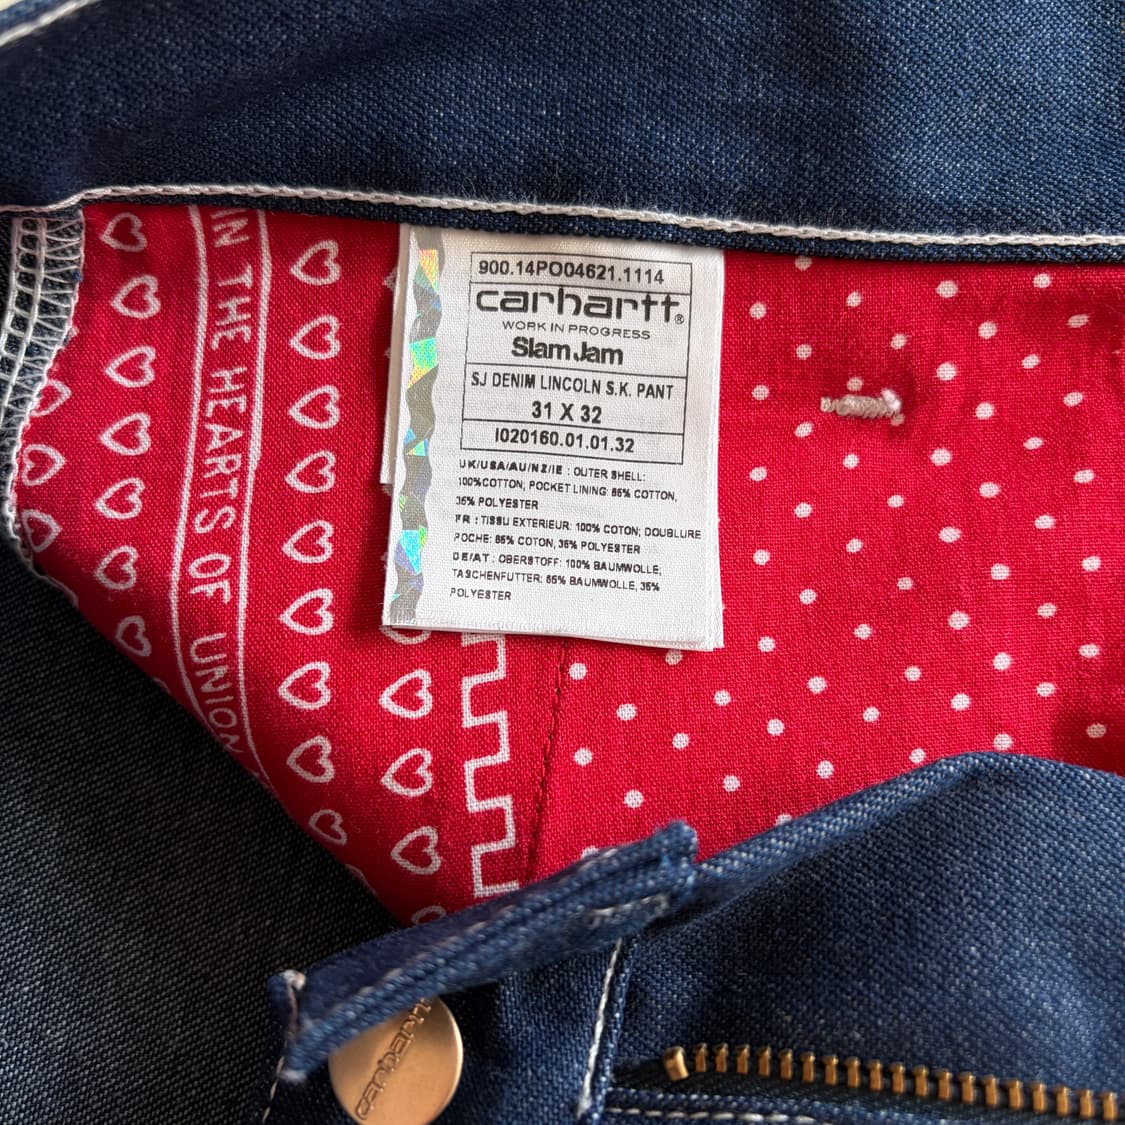 IN THE HEARTS OF UNION
900.14PO04621.1114
carhartt®
WORK IN PROGRESS
Slam Jam
SJ DENIM LINCOLN S.K. PANT
31 X 32
I020160.01.01.32
UK/USA/AU/NZ/IE : OUTER SHELL:
100%COTTON; POCKET LINING: 65% COTTON,
35% POLYESTER
FR : TISSU EXTERIEUR: 100% COTON; DOUBLURE
POCHE: 65% COTON, 35% POLYESTER
DE/AT : OBERSTOFF: 100% BAUMWOLLE,
TASCHENFUTTER: 65% BAUMWOLLE, 35%
POLYESTER
carhartt